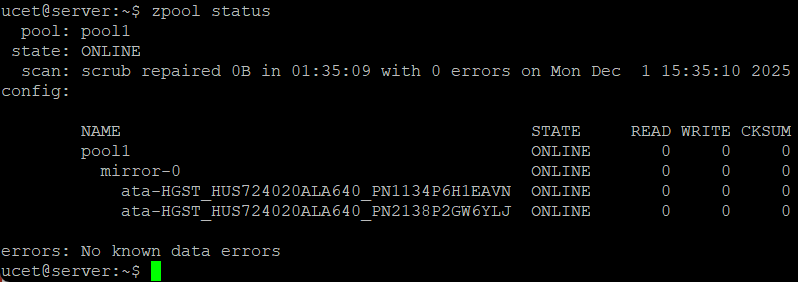 ucet@server:~$ zpool status
  pool: pool1
 state: ONLINE
  scan: scrub repaired 0B in 01:35:09 with 0 errors on Mon Dec  1 15:35:10 2025
config:

        NAME                                         STATE     READ WRITE CKSUM
        pool1                                        ONLINE       0     0     0
          mirror-0                                   ONLINE       0     0     0
            ata-HGST_HUS724020ALA640_PN1134P6H1EAVN  ONLINE       0     0     0
            ata-HGST_HUS724020ALA640_PN2138P2GW6YLJ  ONLINE       0     0     0

errors: No known data errors
ucet@server:~$